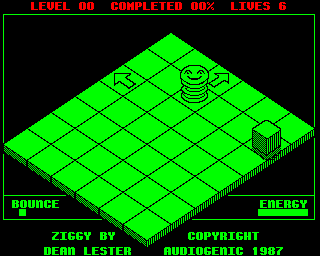 LEVEL 00 COMPLETED 00% LIVES 6
BOUNCE ENERGY
ZIGGY BY COPYRIGHT
DEAN LESTER AUDIOGENIC 1987